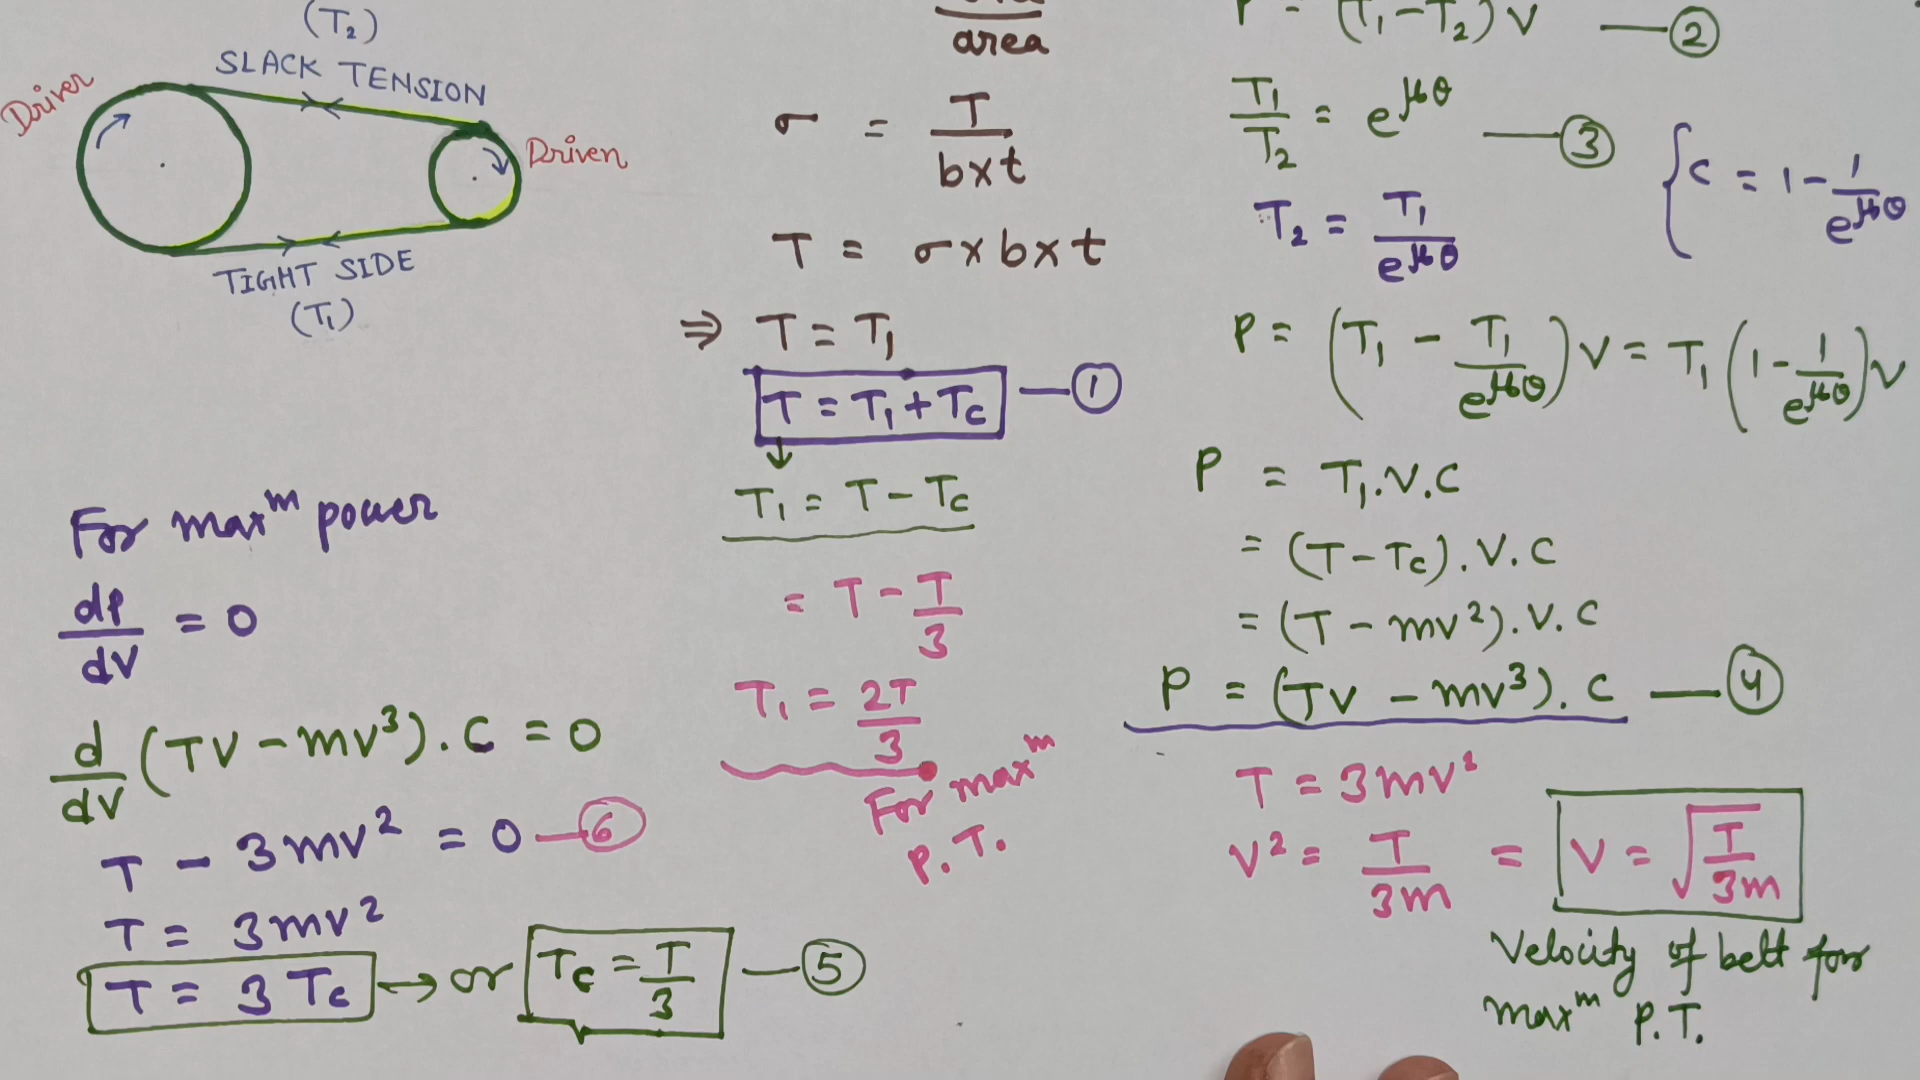 (T₂)
SLACK TENSION
Driver
Driven
TIGHT SIDE
(T₁)
For maxᵐ power
dP/dV = 0
d/dV (TV - mv³). C = 0
T - 3mv² = 0 — ⑥
T = 3mv²
T = 3 Tc ↔ or Tc = T/3 — ⑤
area
σ = T/(b×t)
T = σ×b×t
⇒ T = T₁
T = T₁ + Tc — ①
↓
T₁ = T - Tc
= T - T/3
T₁ = 2T/3
For maxᵐ
P.T.
P = (T₁-T₂) V — ②
T₁/T₂ = e^μθ — ③
T₂ = T₁/e^μθ
{ C = 1 - 1/e^μθ
P = (T₁ - T₁/e^μθ) V = T₁ (1 - 1/e^μθ) V
P = T₁.V.C
= (T-Tc).V.C
= (T - mv²).V.C
P = (TV - mv³). C — ④
T = 3mv²
V² = T/3m = V = √(T/3m)
Velocity of belt for
maxᵐ P.T.